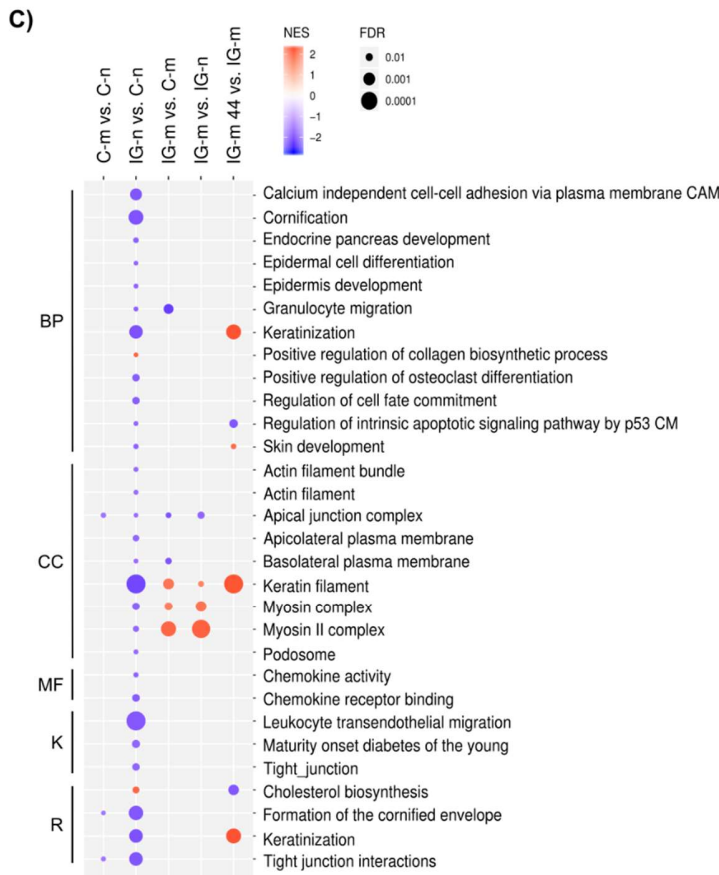 C)
NES
2
1
0
−1
−2
FDR
0.01
0.001
0.0001
C-m vs. C-n
IG-n vs. C-n
IG-m vs. C-m
IG-m vs. IG-n
IG-m 44 vs. IG-m
BP
Calcium independent cell-cell adhesion via plasma membrane CAM
Cornification
Endocrine pancreas development
Epidermal cell differentiation
Epidermis development
Granulocyte migration
Keratinization
Positive regulation of collagen biosynthetic process
Positive regulation of osteoclast differentiation
Regulation of cell fate commitment
Regulation of intrinsic apoptotic signaling pathway by p53 CM
Skin development
CC
Actin filament bundle
Actin filament
Apical junction complex
Apicolateral plasma membrane
Basolateral plasma membrane
Keratin filament
Myosin complex
Myosin II complex
Podosome
MF
Chemokine activity
Chemokine receptor binding
K
Leukocyte transendothelial migration
Maturity onset diabetes of the young
Tight_junction
R
Cholesterol biosynthesis
Formation of the cornified envelope
Keratinization
Tight junction interactions